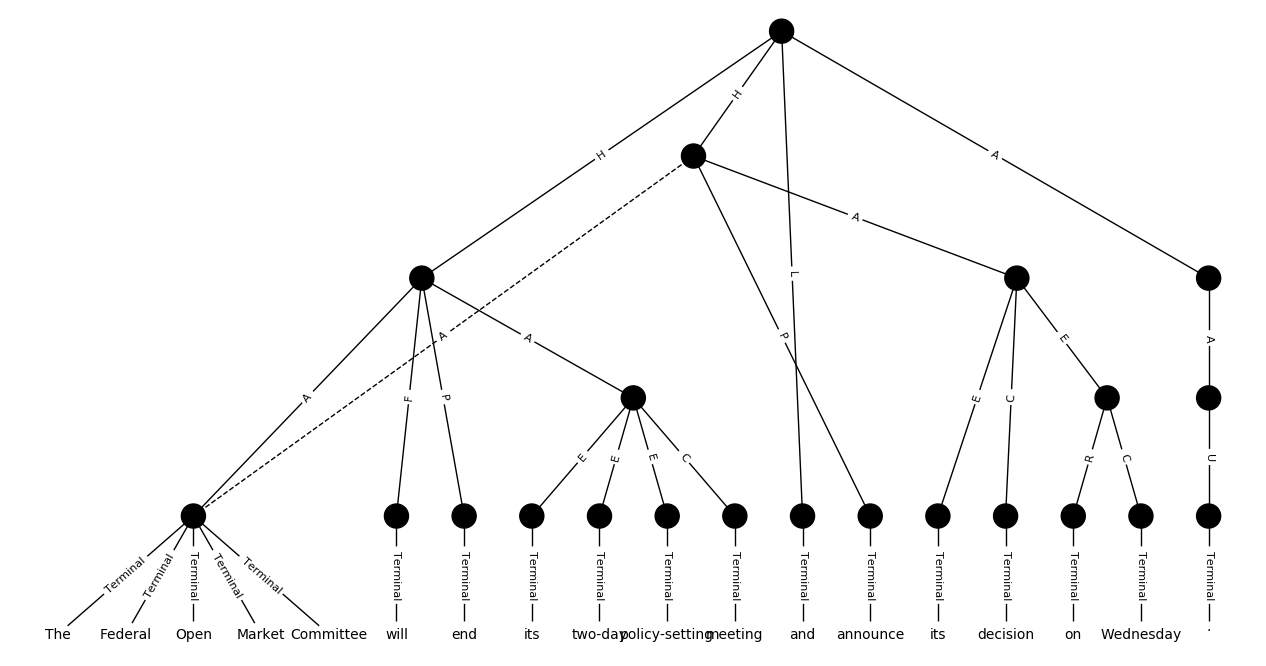 H
H
A
A
L
A
A
P
E
A
A
F
P
E
C
R
C
E
E
E
C
U
Terminal Terminal Terminal Terminal Terminal Terminal Terminal Terminal Terminal Terminal Terminal Terminal Terminal Terminal Terminal Terminal Terminal Terminal Terminal
The Federal Open Market Committee will end its two-day policy-setting meeting and announce its decision on Wednesday .